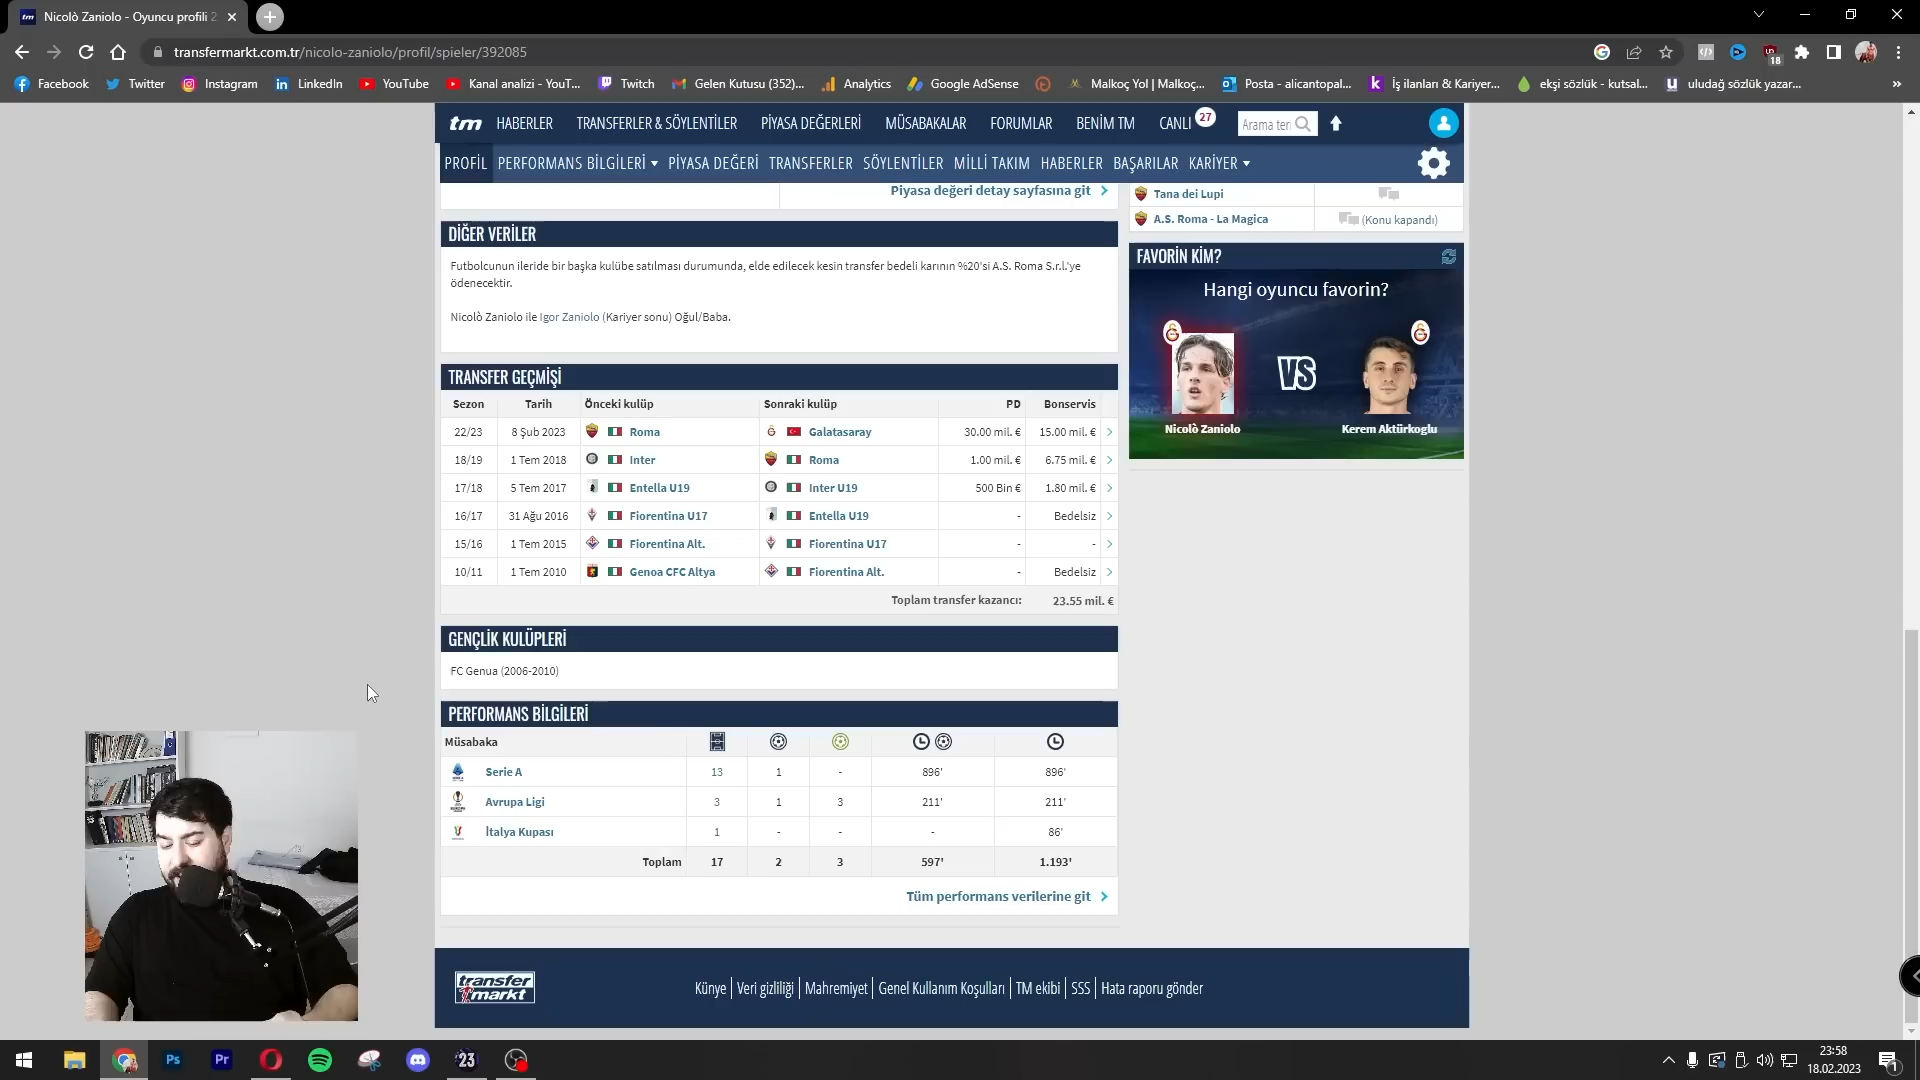 tm Nicolò Zaniolo - Oyuncu profili 2
transfermarkt.com.tr/nicolo-zaniolo/profil/spieler/392085
18
Facebook Twitter Instagram LinkedIn YouTube Kanal analizi - YouT... Twitch Gelen Kutusu (352)... Analytics Google AdSense Malkoç Yol | Malkoç... Posta - alicantopal... İş ilanları & Kariyer... ekşi sözlük - kutsal... uludağ sözlük yazar... »
tm HABERLER TRANSFERLER & SÖYLENTİLER PİYASA DEĞERLERİ MÜSABAKALAR FORUMLAR BENİM TM CANLI 27 Arama teri
PROFİL PERFORMANS BİLGİLERİ PİYASA DEĞERİ TRANSFERLER SÖYLENTİLER MİLLİ TAKIM HABERLER BAŞARILAR KARİYER
Piyasa değeri detay sayfasına git
Tana dei Lupi
A.S. Roma - La Magica (Konu kapandı)
DİĞER VERİLER
Futbolcunun ileride bir başka kulübe satılması durumunda, elde edilecek kesin transfer bedeli karının %20'si A.S. Roma S.r.l.'ye
ödenecektir.
Nicolò Zaniolo ile Igor Zaniolo (Kariyer sonu) Oğul/Baba.
FAVORİN KİM?
Hangi oyuncu favorin?
VS
Nicolò Zaniolo Kerem Aktürkoglu
TRANSFER GEÇMİŞİ
Sezon Tarih Önceki kulüp Sonraki kulüp PD Bonservis
22/23 8 Şub 2023 Roma Galatasaray 30.00 mil. € 15.00 mil. €
18/19 1 Tem 2018 Inter Roma 1.00 mil. € 6.75 mil. €
17/18 5 Tem 2017 Entella U19 Inter U19 500 Bin € 1.80 mil. €
16/17 31 Ağu 2016 Fiorentina U17 Entella U19 - Bedelsiz
15/16 1 Tem 2015 Fiorentina Alt. Fiorentina U17 - -
10/11 1 Tem 2010 Genoa CFC Altya Fiorentina Alt. - Bedelsiz
Toplam transfer kazancı: 23.55 mil. €
GENÇLİK KULÜPLERİ
FC Genua (2006-2010)
PERFORMANS BİLGİLERİ
Müsabaka
Serie A 13 1 - 896' 896'
Avrupa Ligi 3 1 3 211' 211'
İtalya Kupası 1 - - - 86'
Toplam 17 2 3 597' 1.193'
Tüm performans verilerine git
transfer markt
Künye | Veri gizliliği | Mahremiyet | Genel Kullanım Koşulları | TM ekibi | SSS | Hata raporu gönder
Ps Pr 23
23:58
18.02.2023
1